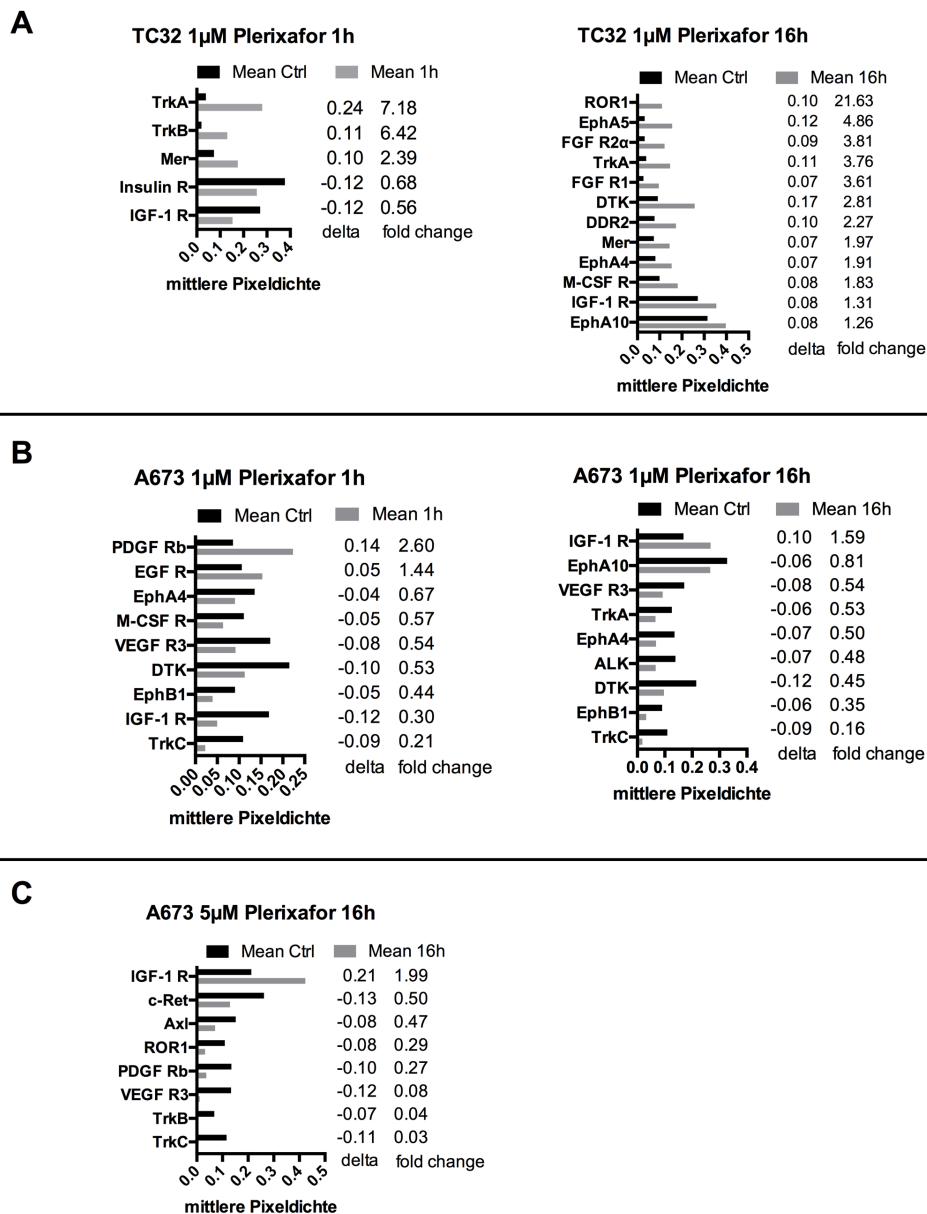 A
TC32 1µM Plerixafor 1h
Mean Ctrl Mean 1h
TrkA 0.24 7.18
TrkB 0.11 6.42
Mer 0.10 2.39
Insulin R -0.12 0.68
IGF-1 R -0.12 0.56
delta fold change
0.0 0.1 0.2 0.3 0.4
mittlere Pixeldichte
TC32 1µM Plerixafor 16h
Mean Ctrl Mean 16h
ROR1 0.10 21.63
EphA5 0.12 4.86
FGF R2α 0.09 3.81
TrkA 0.11 3.76
FGF R1 0.07 3.61
DTK 0.17 2.81
DDR2 0.10 2.27
Mer 0.07 1.97
EphA4 0.07 1.91
M-CSF R 0.08 1.83
IGF-1 R 0.08 1.31
EphA10 0.08 1.26
delta fold change
0.0 0.1 0.2 0.3 0.4 0.5
mittlere Pixeldichte
B
A673 1µM Plerixafor 1h
Mean Ctrl Mean 1h
PDGF Rb 0.14 2.60
EGF R 0.05 1.44
EphA4 -0.04 0.67
M-CSF R -0.05 0.57
VEGF R3 -0.08 0.54
DTK -0.10 0.53
EphB1 -0.05 0.44
IGF-1 R -0.12 0.30
TrkC -0.09 0.21
delta fold change
0.00 0.05 0.10 0.15 0.20 0.25
mittlere Pixeldichte
A673 1µM Plerixafor 16h
Mean Ctrl Mean 16h
IGF-1 R 0.10 1.59
EphA10 -0.06 0.81
VEGF R3 -0.08 0.54
TrkA -0.06 0.53
EphA4 -0.07 0.50
ALK -0.07 0.48
DTK -0.12 0.45
EphB1 -0.06 0.35
TrkC -0.09 0.16
delta fold change
0.0 0.1 0.2 0.3 0.4
mittlere Pixeldichte
C
A673 5µM Plerixafor 16h
Mean Ctrl Mean 16h
IGF-1 R 0.21 1.99
c-Ret -0.13 0.50
Axl -0.08 0.47
ROR1 -0.08 0.29
PDGF Rb -0.10 0.27
VEGF R3 -0.12 0.08
TrkB -0.07 0.04
TrkC -0.11 0.03
delta fold change
0.0 0.1 0.2 0.3 0.4 0.5
mittlere Pixeldichte